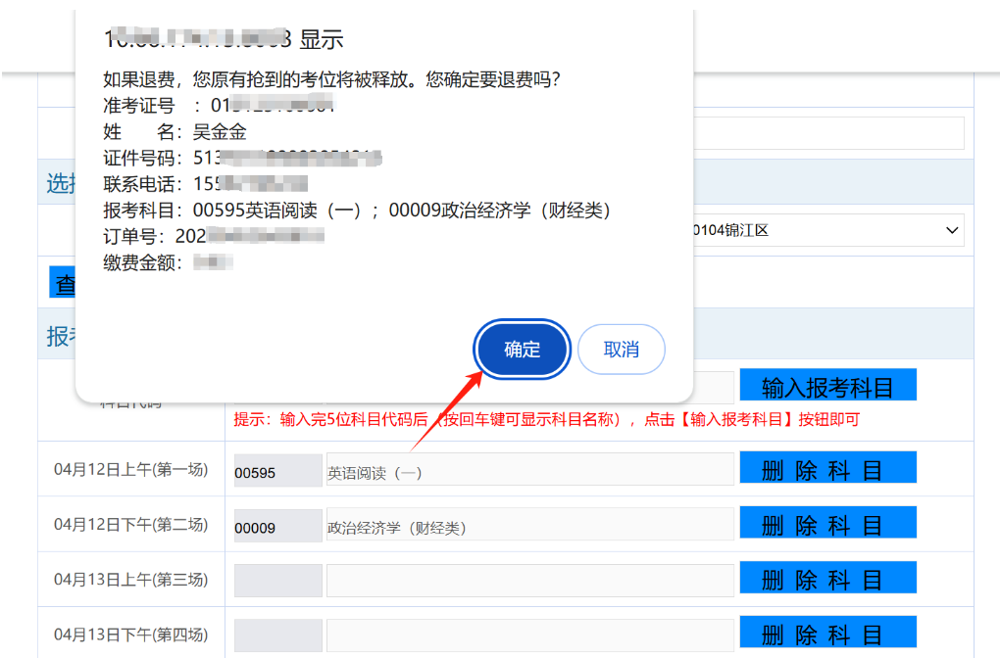 显示
如果退费，您原有抢到的考位将被释放。您确定要退费吗？
准考证号 ：01
姓 名：吴金金
证件号码：513
联系电话：155
报考科目：00595英语阅读（一）；00009政治经济学（财经类）
订单号：202
缴费金额：
确定 取消
选择
0104锦江区
查
报考
科目代码 输入报考科目
提示：输入完5位科目代码后（按回车键可显示科目名称），点击【输入报考科目】按钮即可
04月12日上午(第一场) 00595 英语阅读（一） 删 除 科 目
04月12日下午(第二场) 00009 政治经济学（财经类） 删 除 科 目
04月13日上午(第三场) 删 除 科 目
04月13日下午(第四场) 删 除 科 目